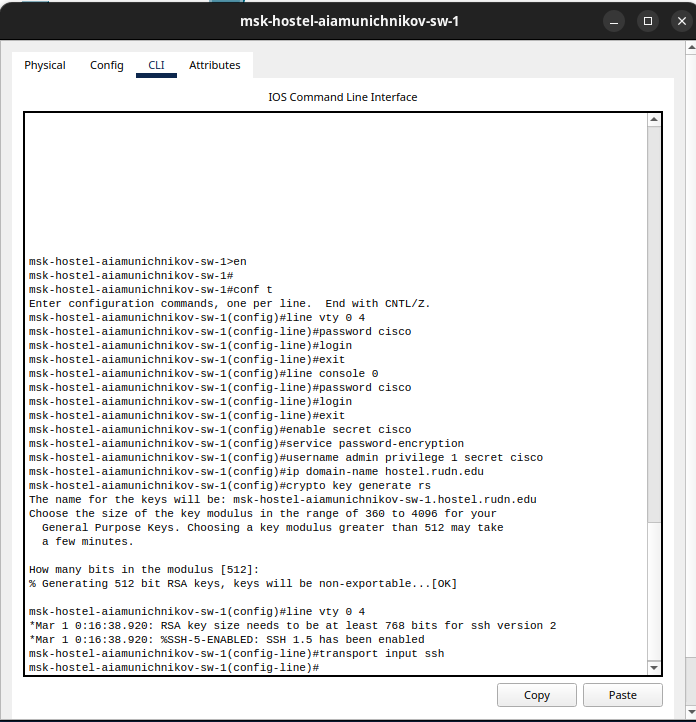 msk-hostel-aiamunichnikov-sw-1
Physical Config CLI Attributes
IOS Command Line Interface
msk-hostel-aiamunichnikov-sw-1>en
msk-hostel-aiamunichnikov-sw-1#
msk-hostel-aiamunichnikov-sw-1#conf t
Enter configuration commands, one per line.  End with CNTL/Z.
msk-hostel-aiamunichnikov-sw-1(config)#line vty 0 4
msk-hostel-aiamunichnikov-sw-1(config-line)#password cisco
msk-hostel-aiamunichnikov-sw-1(config-line)#login
msk-hostel-aiamunichnikov-sw-1(config-line)#exit
msk-hostel-aiamunichnikov-sw-1(config)#line console 0
msk-hostel-aiamunichnikov-sw-1(config-line)#password cisco
msk-hostel-aiamunichnikov-sw-1(config-line)#login
msk-hostel-aiamunichnikov-sw-1(config-line)#exit
msk-hostel-aiamunichnikov-sw-1(config)#enable secret cisco
msk-hostel-aiamunichnikov-sw-1(config)#service password-encryption
msk-hostel-aiamunichnikov-sw-1(config)#username admin privilege 1 secret cisco
msk-hostel-aiamunichnikov-sw-1(config)#ip domain-name hostel.rudn.edu
msk-hostel-aiamunichnikov-sw-1(config)#crypto key generate rs
The name for the keys will be: msk-hostel-aiamunichnikov-sw-1.hostel.rudn.edu
Choose the size of the key modulus in the range of 360 to 4096 for your
  General Purpose Keys. Choosing a key modulus greater than 512 may take
  a few minutes.
How many bits in the modulus [512]:
% Generating 512 bit RSA keys, keys will be non-exportable...[OK]
msk-hostel-aiamunichnikov-sw-1(config)#line vty 0 4
*Mar 1 0:16:38.920: RSA key size needs to be at least 768 bits for ssh version 2
*Mar 1 0:16:38.920: %SSH-5-ENABLED: SSH 1.5 has been enabled
msk-hostel-aiamunichnikov-sw-1(config-line)#transport input ssh
msk-hostel-aiamunichnikov-sw-1(config-line)#
Copy Paste